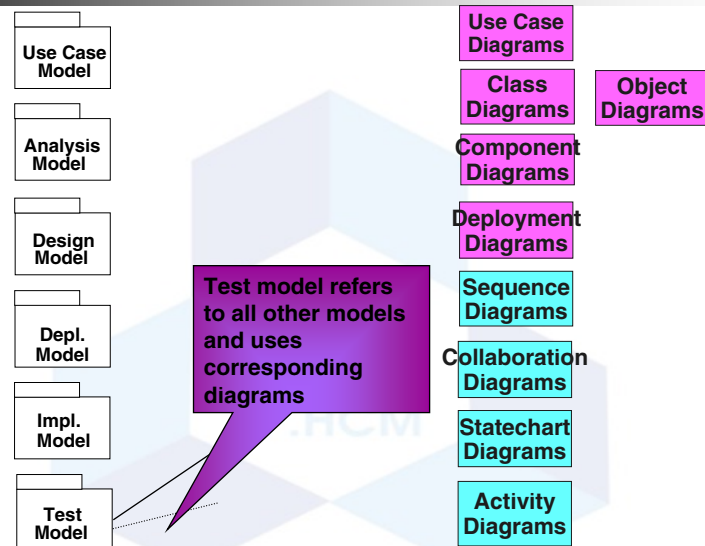 Use Case
Model
Analysis
Model
Design
Model
Depl.
Model
Impl.
Model
Test
Model
Test model refers
to all other models
and uses
corresponding
diagrams
.HCM
Use Case
Diagrams
Class
Diagrams
Object
Diagrams
Component
Diagrams
Deployment
Diagrams
Sequence
Diagrams
Collaboration
Diagrams
Statechart
Diagrams
Activity
Diagrams